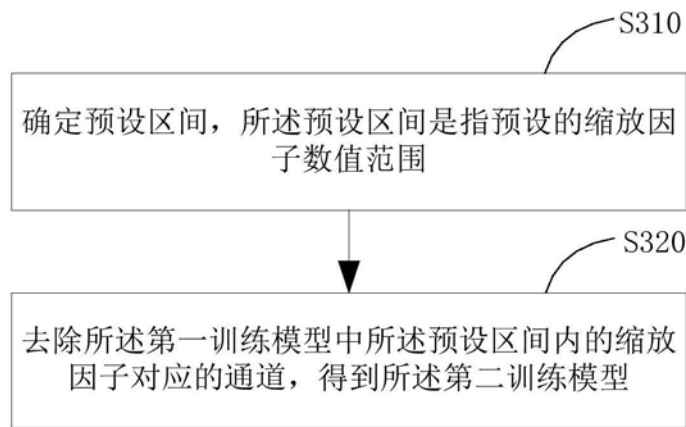 S310
确定预设区间，所述预设区间是指预设的缩放因
子数值范围
S320
去除所述第一训练模型中所述预设区间内的缩放
因子对应的通道，得到所述第二训练模型